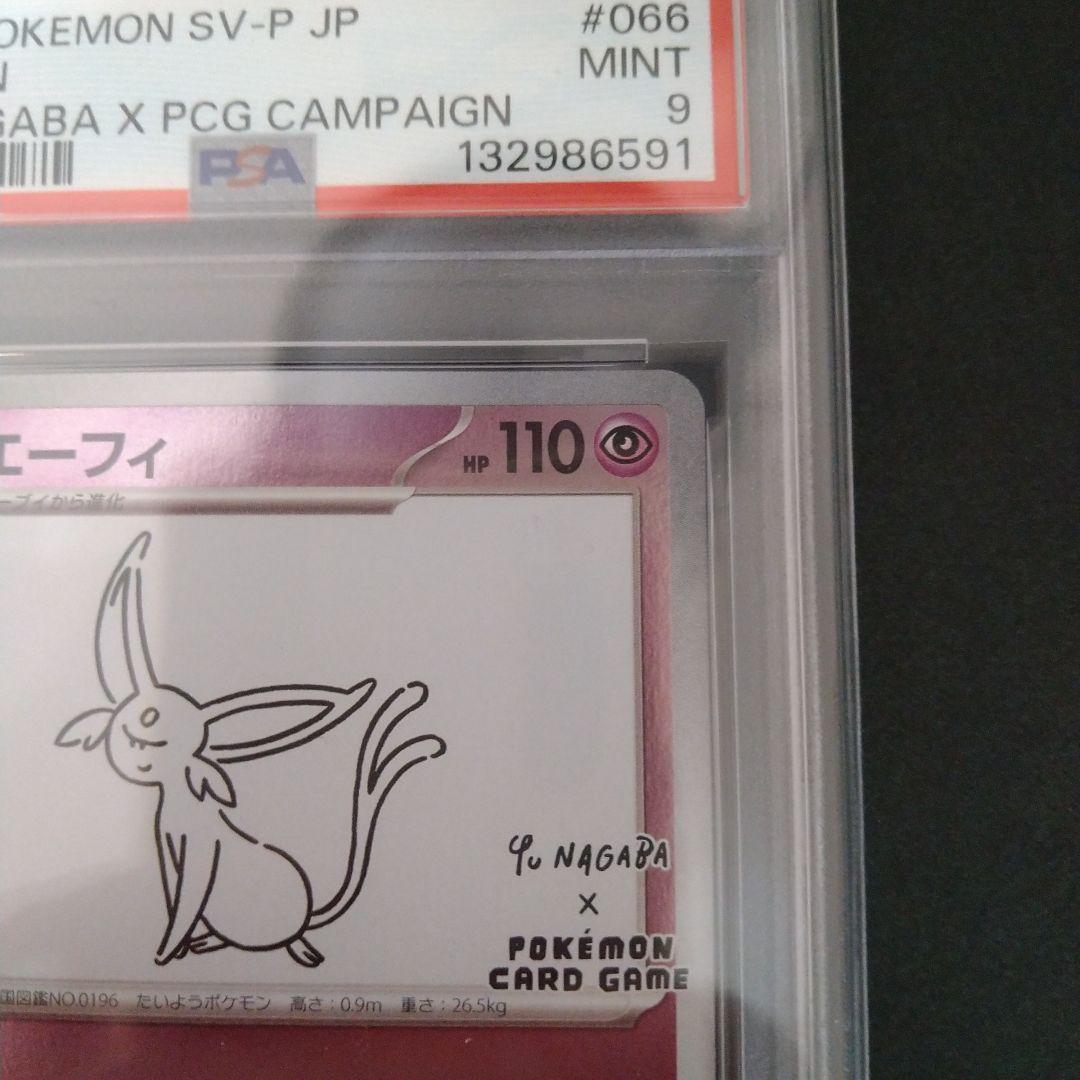 OKEMON SV-P JP #066
N MINT
GABA X PCG CAMPAIGN 9
PSA 132986591
エーフィ HP 110
ーブイから進化
Yu NAGABA
X
POKÉMON
CARD GAME
国図鑑NO.0196 たいようポケモン 高さ：0.9m 重さ：26.5kg